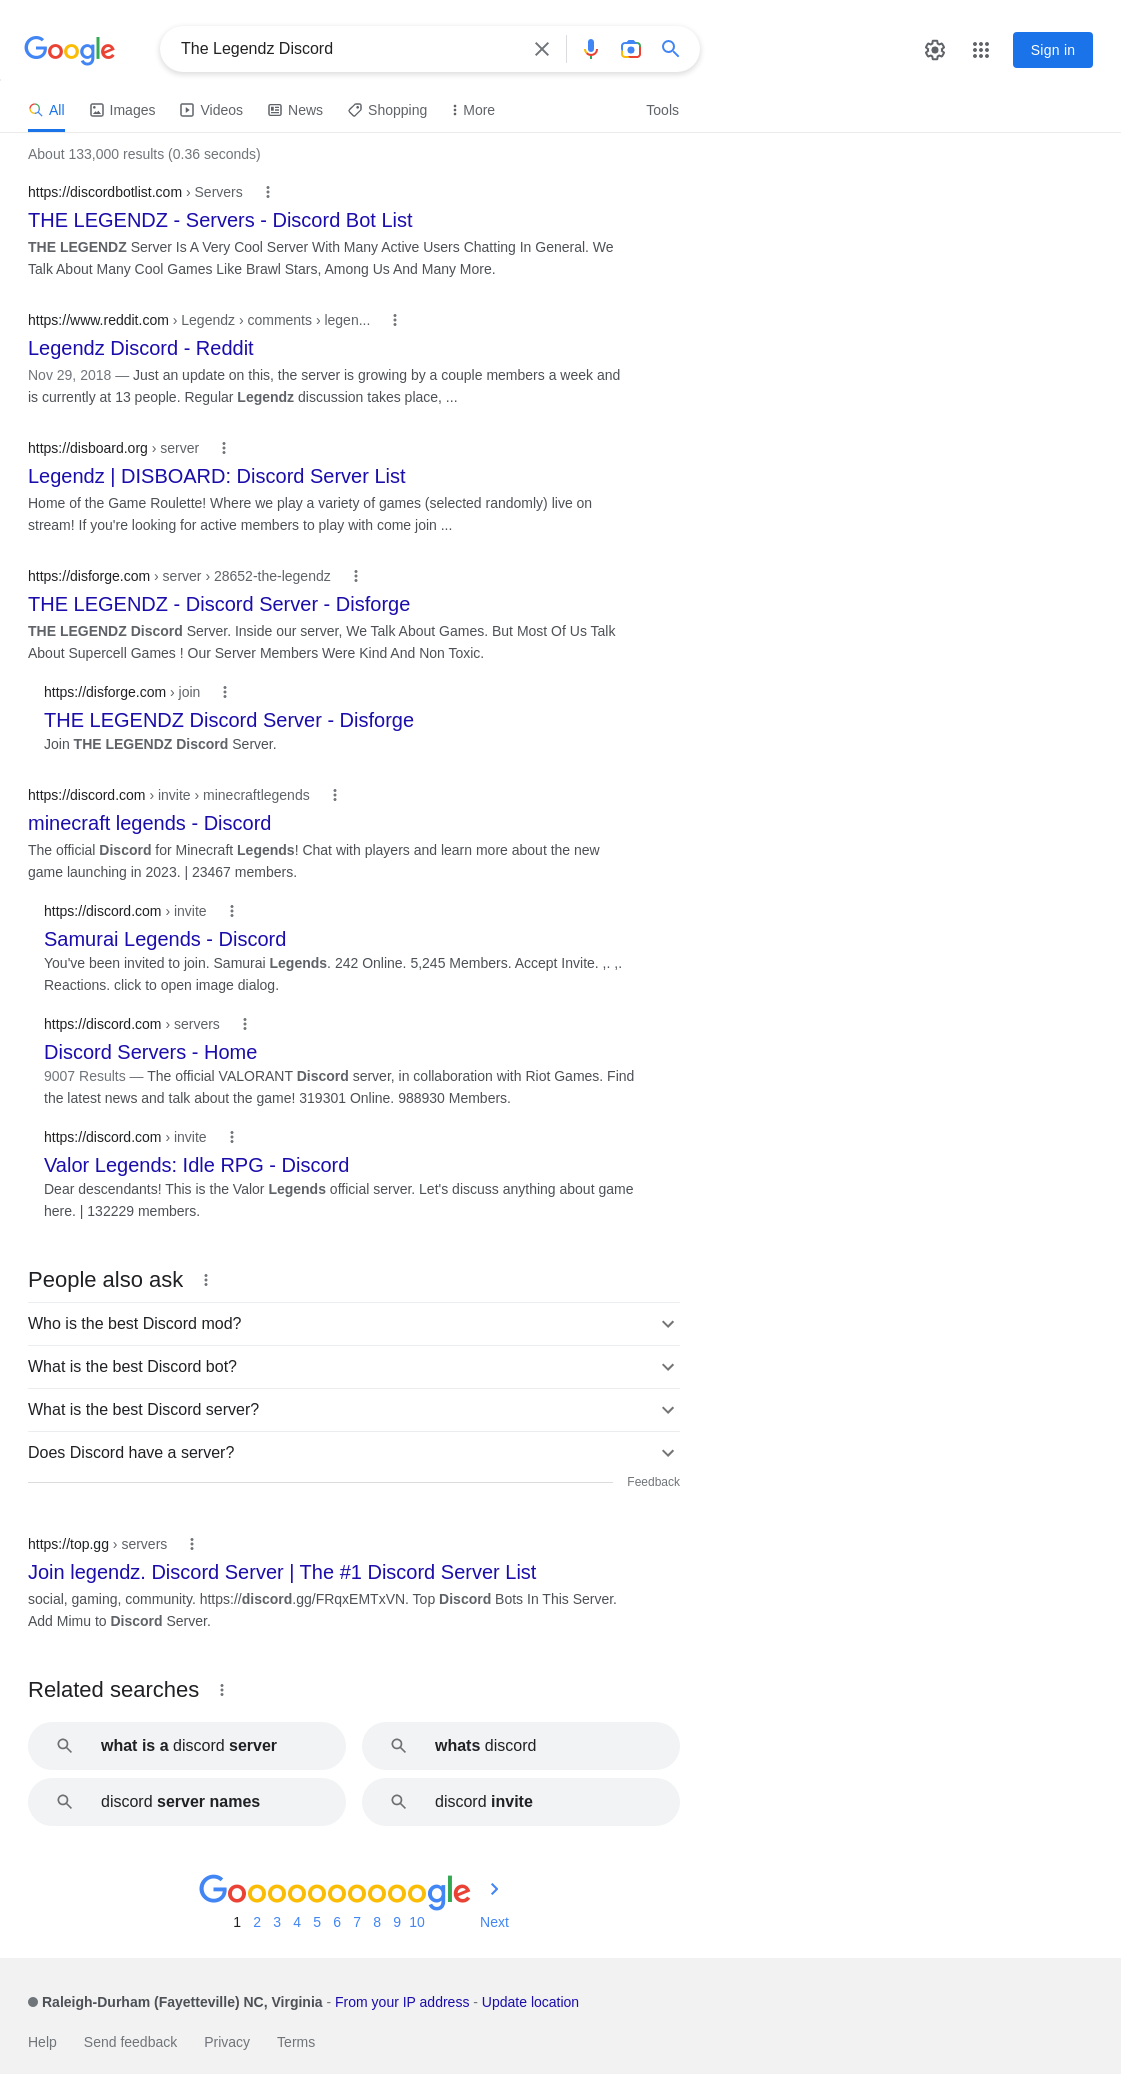 Google
The Legendz Discord
Sign in
All Images Videos News Shopping More Tools
About 133,000 results (0.36 seconds)
https://discordbotlist.com › Servers
THE LEGENDZ - Servers - Discord Bot List
THE LEGENDZ Server Is A Very Cool Server With Many Active Users Chatting In General. We
Talk About Many Cool Games Like Brawl Stars, Among Us And Many More.
https://www.reddit.com › Legendz › comments › legen...
Legendz Discord - Reddit
Nov 29, 2018 — Just an update on this, the server is growing by a couple members a week and
is currently at 13 people. Regular Legendz discussion takes place, ...
https://disboard.org › server
Legendz | DISBOARD: Discord Server List
Home of the Game Roulette! Where we play a variety of games (selected randomly) live on
stream! If you're looking for active members to play with come join ...
https://disforge.com › server › 28652-the-legendz
THE LEGENDZ - Discord Server - Disforge
THE LEGENDZ Discord Server. Inside our server, We Talk About Games. But Most Of Us Talk
About Supercell Games ! Our Server Members Were Kind And Non Toxic.
https://disforge.com › join
THE LEGENDZ Discord Server - Disforge
Join THE LEGENDZ Discord Server.
https://discord.com › invite › minecraftlegends
minecraft legends - Discord
The official Discord for Minecraft Legends! Chat with players and learn more about the new
game launching in 2023. | 23467 members.
https://discord.com › invite
Samurai Legends - Discord
You've been invited to join. Samurai Legends. 242 Online. 5,245 Members. Accept Invite. ,. ,.
Reactions. click to open image dialog.
https://discord.com › servers
Discord Servers - Home
9007 Results — The official VALORANT Discord server, in collaboration with Riot Games. Find
the latest news and talk about the game! 319301 Online. 988930 Members.
https://discord.com › invite
Valor Legends: Idle RPG - Discord
Dear descendants! This is the Valor Legends official server. Let's discuss anything about game
here. | 132229 members.
People also ask
Who is the best Discord mod?
What is the best Discord bot?
What is the best Discord server?
Does Discord have a server?
Feedback
https://top.gg › servers
Join legendz. Discord Server | The #1 Discord Server List
social, gaming, community. https://discord.gg/FRqxEMTxVN. Top Discord Bots In This Server.
Add Mimu to Discord Server.
Related searches
what is a discord server
whats discord
discord server names
discord invite
Goooooooooogle
1 2 3 4 5 6 7 8 9 10 Next
Raleigh-Durham (Fayetteville) NC, Virginia - From your IP address - Update location
Help Send feedback Privacy Terms